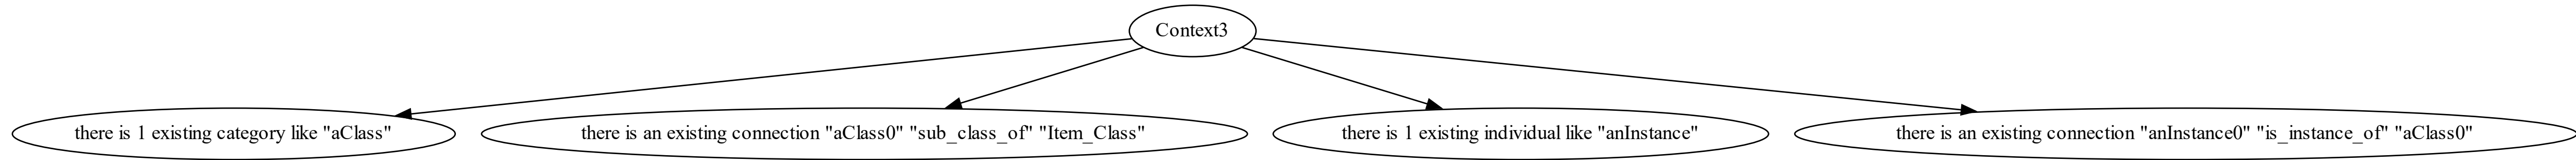 Context3
there is 1 existing category like "aClass"
there is an existing connection "aClass0" "sub_class_of" "Item_Class"
there is 1 existing individual like "anInstance"
there is an existing connection "anInstance0" "is_instance_of" "aClass0"